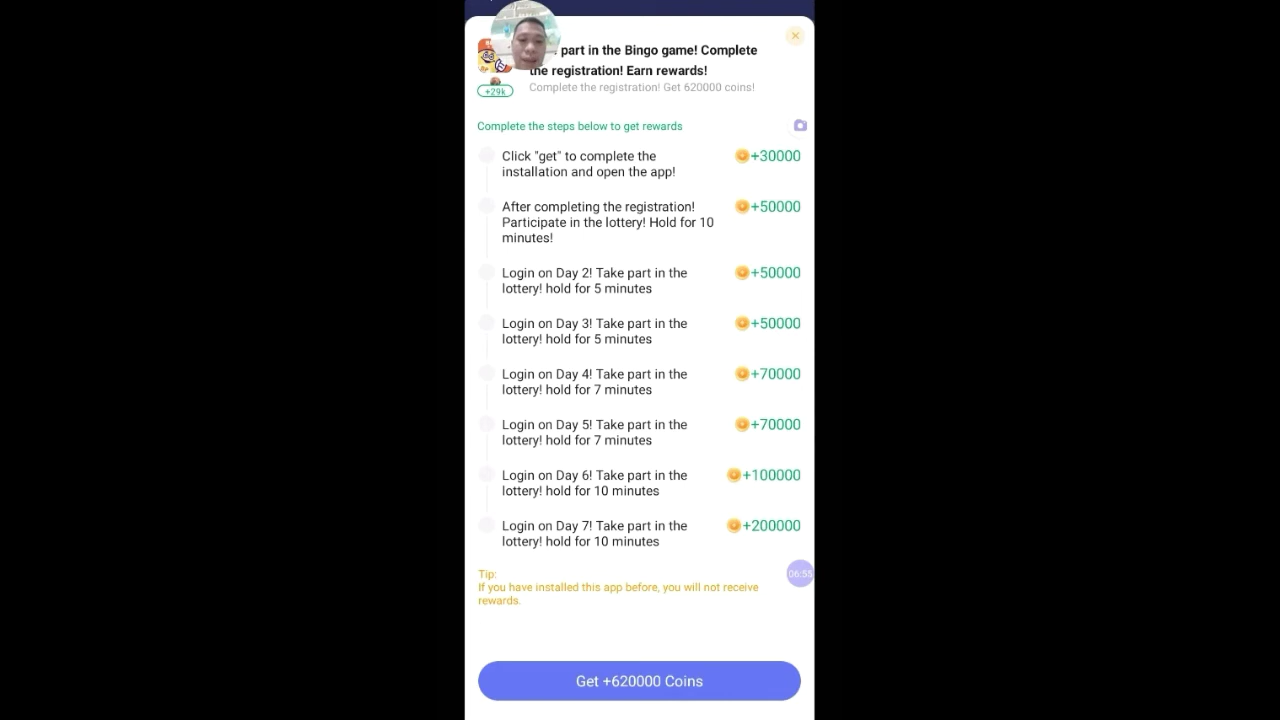 part in the Bingo game! Complete
the registration! Earn rewards!
+29k
Complete the registration! Get 620000 coins!
Complete the steps below to get rewards
Click "get" to complete the
installation and open the app!
+30000
After completing the registration!
Participate in the lottery! Hold for 10
minutes!
+50000
Login on Day 2! Take part in the
lottery! hold for 5 minutes
+50000
Login on Day 3! Take part in the
lottery! hold for 5 minutes
+50000
Login on Day 4! Take part in the
lottery! hold for 7 minutes
+70000
Login on Day 5! Take part in the
lottery! hold for 7 minutes
+70000
Login on Day 6! Take part in the
lottery! hold for 10 minutes
+100000
Login on Day 7! Take part in the
lottery! hold for 10 minutes
+200000
Tip:
If you have installed this app before, you will not receive
rewards.
06:55
Get +620000 Coins